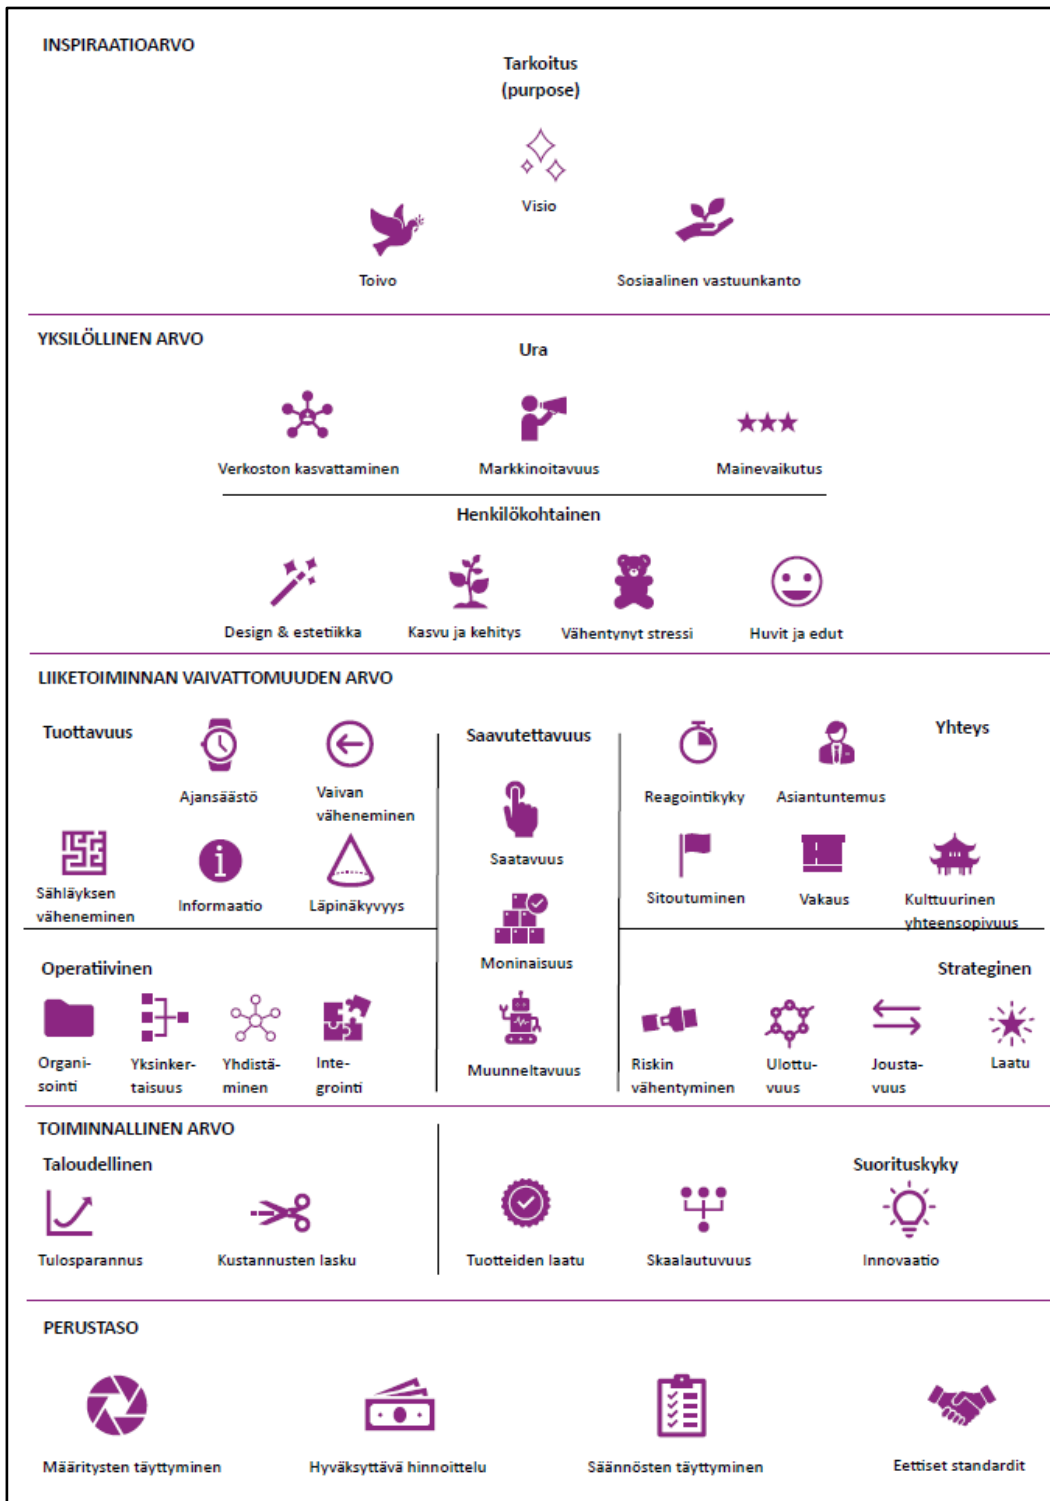 INSPIRAATIOARVO
Tarkoitus
(purpose)
Visio
Toivo
Sosiaalinen vastuunkanto
YKSILÖLLINEN ARVO
Ura
Verkoston kasvattaminen
Markkinoitavuus
Mainevaikutus
Henkilökohtainen
Design & estetiikka
Kasvu ja kehitys
Vähentynyt stressi
Huvit ja edut
LIIKETOIMINNAN VAIVATTOMUUDEN ARVO
Tuottavuus
Ajansäästö
Vaivan
väheneminen
Sähläyksen
väheneminen
Informaatio
Läpinäkyvyys
Saavutettavuus
Saatavuus
Moninaisuus
Muunneltavuus
Yhteys
Reagointikyky
Asiantuntemus
Sitoutuminen
Vakaus
Kulttuurinen
yhteensopivuus
Operatiivinen
Organi-
sointi
Yksinker-
taisuus
Yhdistä-
minen
Inte-
grointi
Strateginen
Riskin
vähentyminen
Ulottu-
vuus
Jousta-
vuus
Laatu
TOIMINNALLINEN ARVO
Taloudellinen
Tulosparannus
Kustannusten lasku
Suorituskyky
Tuotteiden laatu
Skaalautuvuus
Innovaatio
PERUSTASO
Määritysten täyttyminen
Hyväksyttävä hinnoittelu
Säännösten täyttyminen
Eettiset standardit